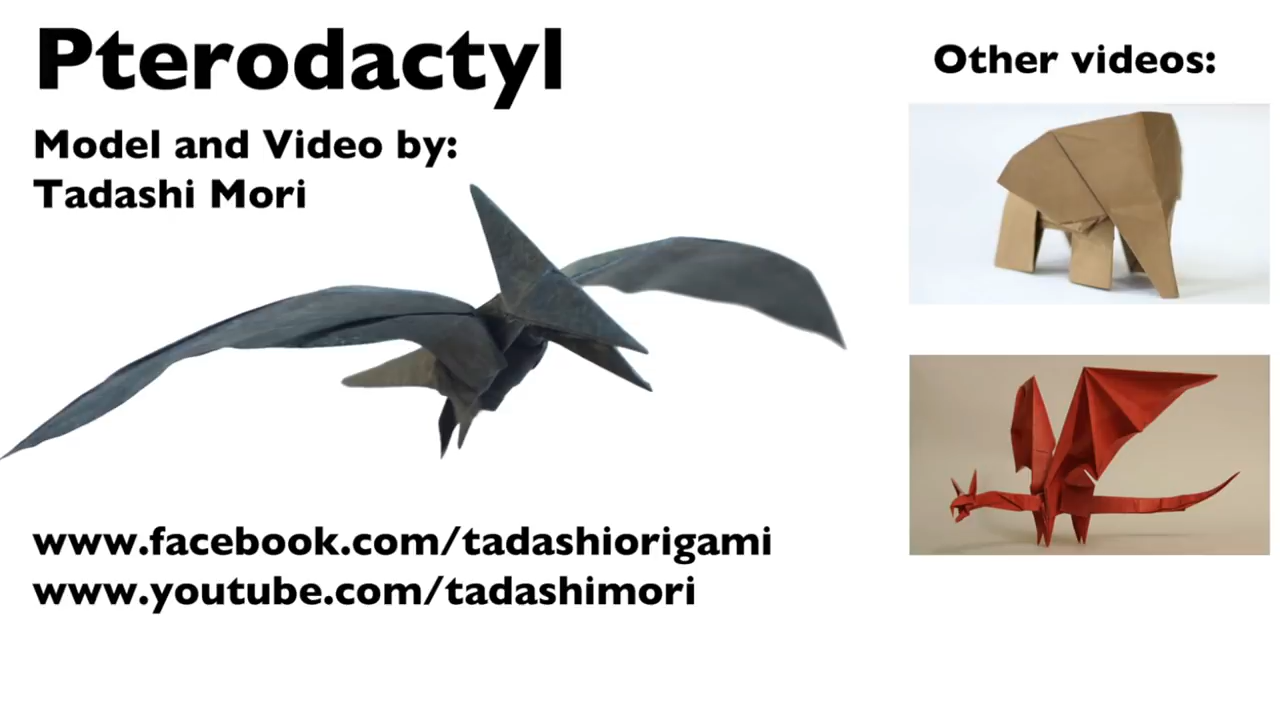 Pterodactyl
Model and Video by:
Tadashi Mori
Other videos:
www.facebook.com/tadashiorigami
www.youtube.com/tadashimori